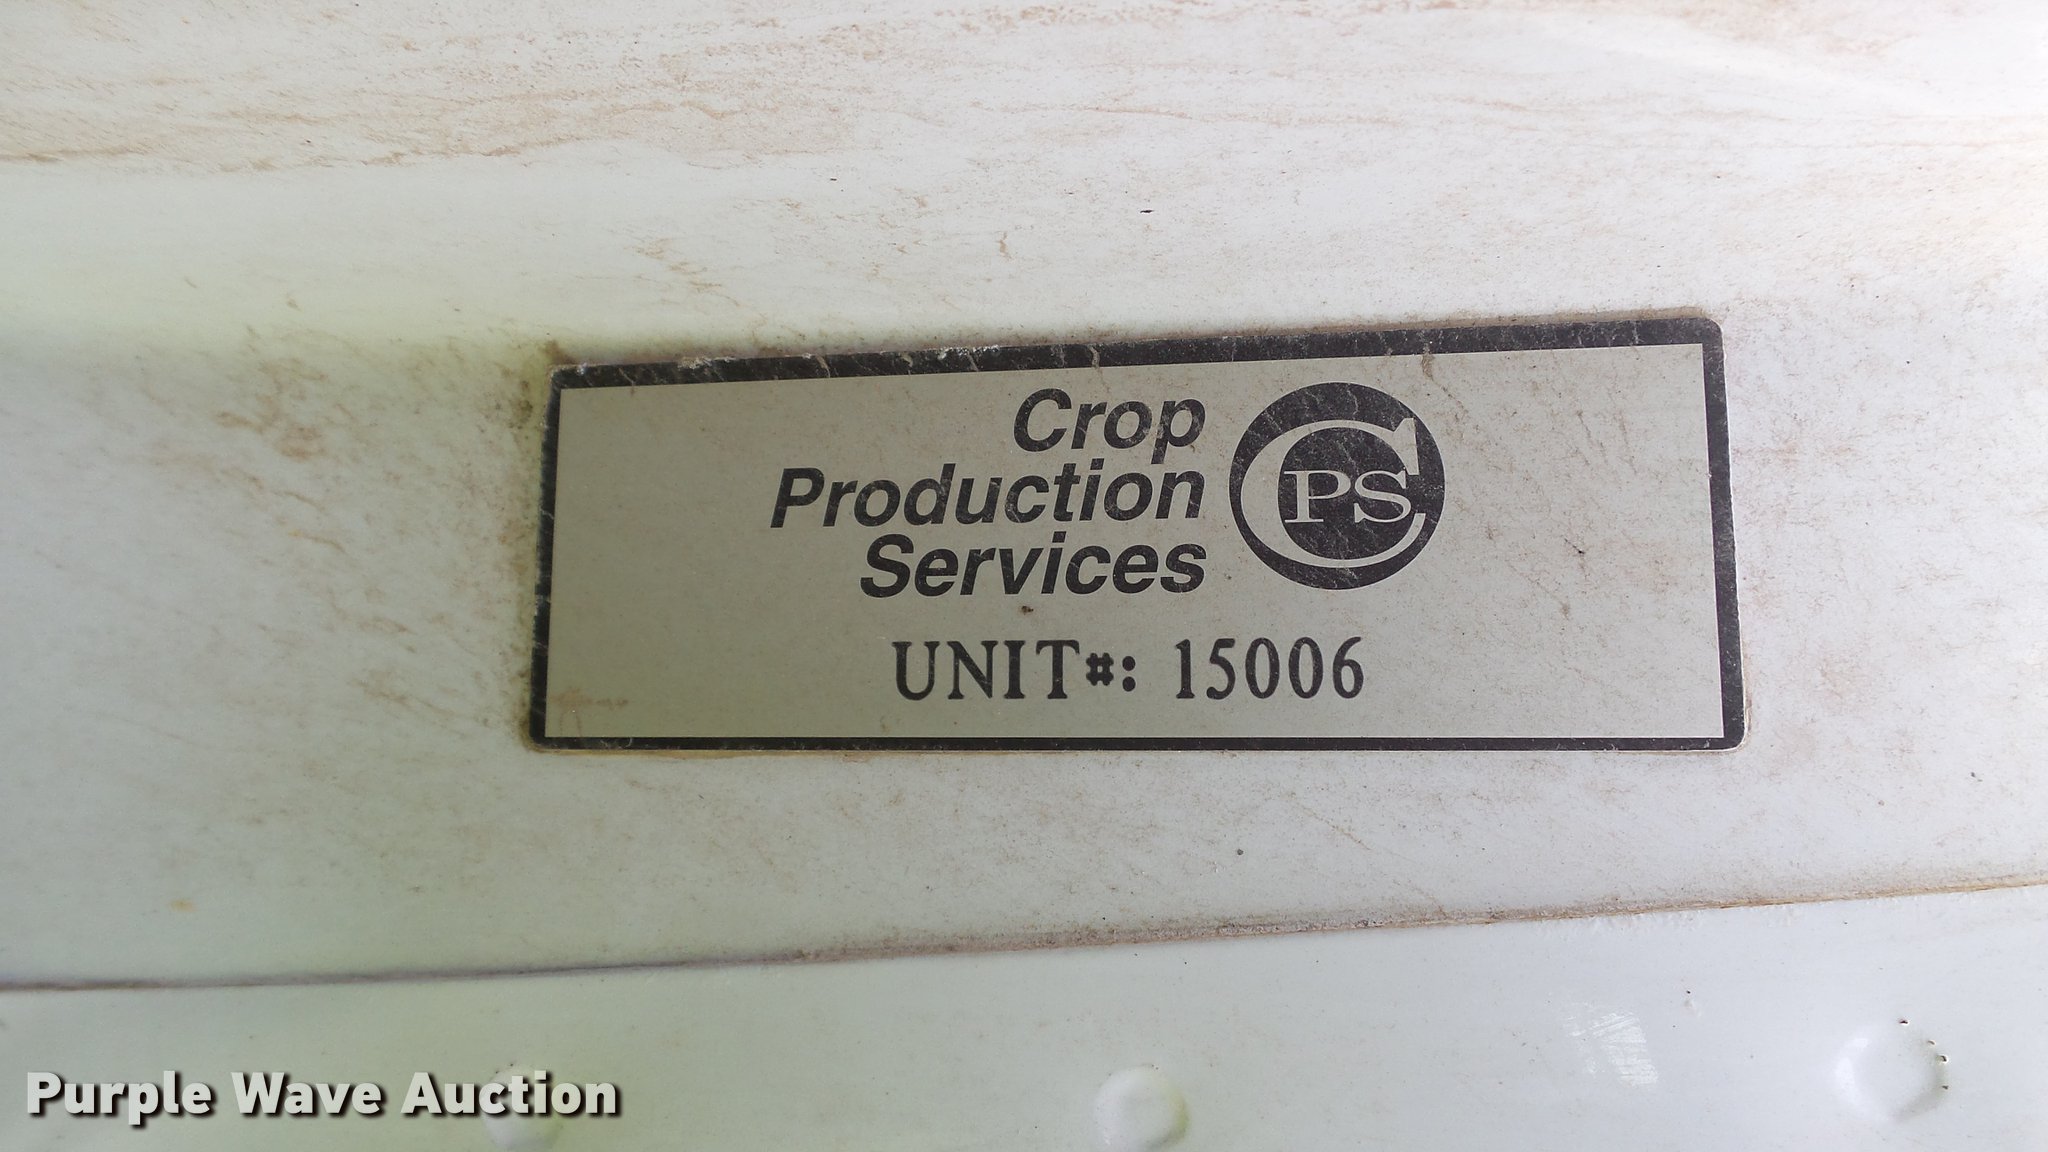 Crop
Production
Services
CPS
UNIT#: 15006
Purple Wave Auction